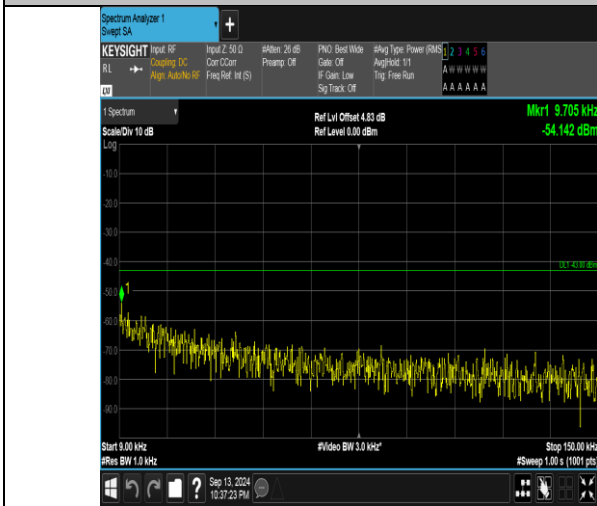 Spectrum Analyzer 1
Swept SA
+
KEYSIGHT Input: RF Input Z: 50 Ω #Atten: 26 dB PNO: Best Wide #Avg Type: Power (RMS 1 2 3 4 5 6
RL Coupling: DC Corr CCorr Preamp: Off Gate: Off Avg|Hold: 1/1 A W W W W W
Align: Auto/No RF Freq Ref: Int (S) IF Gain: Low Trig: Free Run
Sig Track: Off A A A A A A
1 Spectrum Ref Lvl Offset 4.83 dB Mkr1 9.705 kHz
Scale/Div 10 dB Ref Level 0.00 dBm -54.142 dBm
Log
-10.0
-20.0
-30.0
-40.0
DL1 -43.00 dBm
-50.0
1
-60.0
-70.0
-80.0
-90.0
Start 9.00 kHz #Video BW 3.0 kHz* Stop 150.00 kHz
#Res BW 1.0 kHz #Sweep 1.00 s (1001 pts)
? Sep 13, 2024
10:37:23 PM